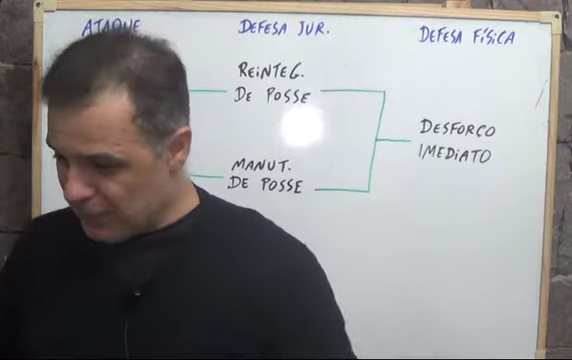 ATAQUE
DEFESA JUR.
DEFESA FÍSICA
REINTEG.
DE POSSE
MANUT.
DE POSSE
DESFORÇO
IMEDIATO